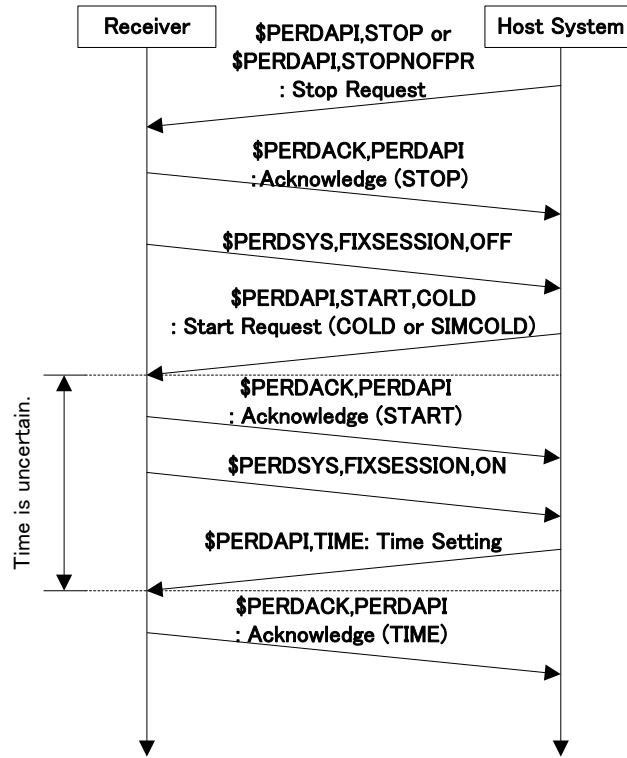 Receiver
Host System
$PERDAPI,STOP or
$PERDAPI,STOPNOFPR
: Stop Request
$PERDACK,PERDAPI
: Acknowledge (STOP)
$PERDSYS,FIXSESSION,OFF
$PERDAPI,START,COLD
: Start Request (COLD or SIMCOLD)
Time is uncertain.
$PERDACK,PERDAPI
: Acknowledge (START)
$PERDSYS,FIXSESSION,ON
$PERDAPI,TIME: Time Setting
$PERDACK,PERDAPI
: Acknowledge (TIME)